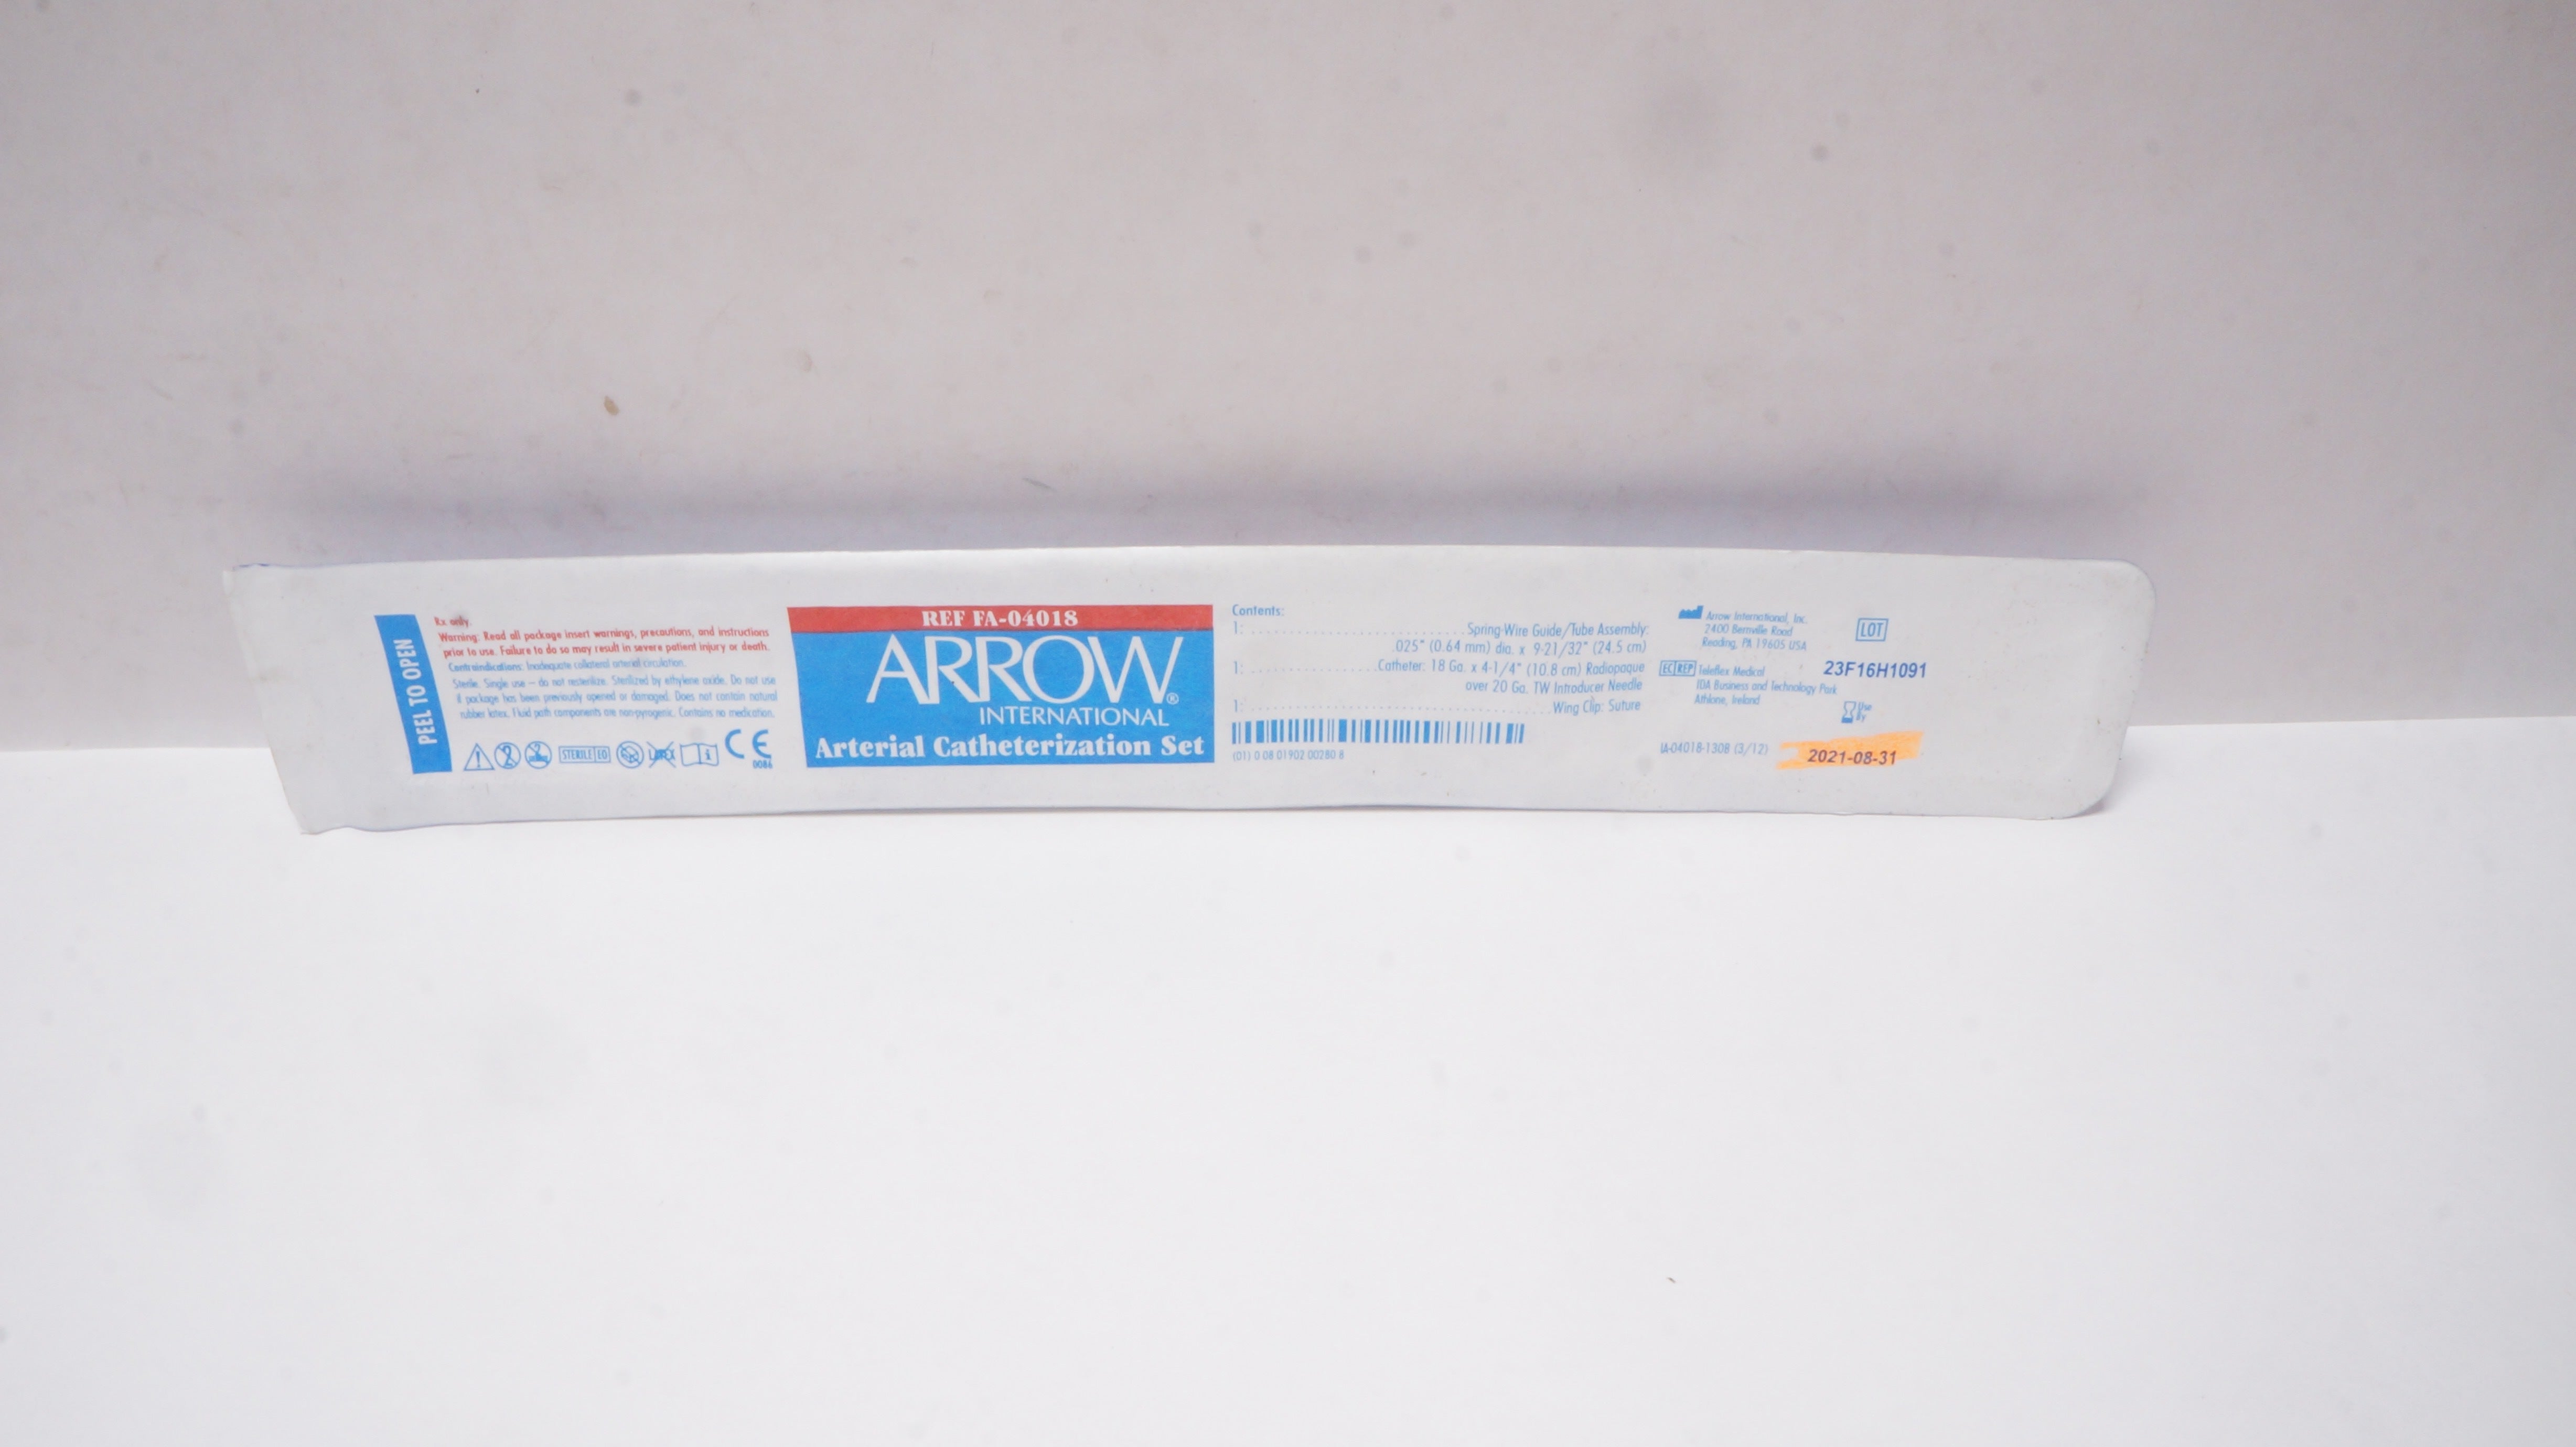 PEEL TO OPEN
Rx only.
Warning: Read all package insert warnings, precautions, and instructions
prior to use. Failure to do so may result in severe patient injury or death.
Contraindications: Inadequate collateral arterial circulation.
Sterile. Single use – do not resterilize. Sterilized by ethylene oxide. Do not use
if package has been previously opened or damaged. Does not contain natural
rubber latex. Fluid path components are non-pyrogenic. Contains no medication.
2 STERILE EO LATEX i CE
0086
REF FA-04018
ARROW®
INTERNATIONAL
Arterial Catheterization Set
Contents:
1: Spring-Wire Guide/Tube Assembly:
.025" (0.64 mm) dia. x 9-21/32" (24.5 cm)
1: Catheter: 18 Ga. x 4-1/4" (10.8 cm) Radiopaque
over 20 Ga. TW Introducer Needle
1: Wing Clip: Suture
(01) 0 08 01902 00280 8
Arrow International, Inc.
2400 Bernville Road
Reading, PA 19605 USA
EC REP Teleflex Medical
IDA Business and Technology Park
Athlone, Ireland
IA-04018-130B (3/12)
LOT
23F16H1091
Use
By
2021-08-31